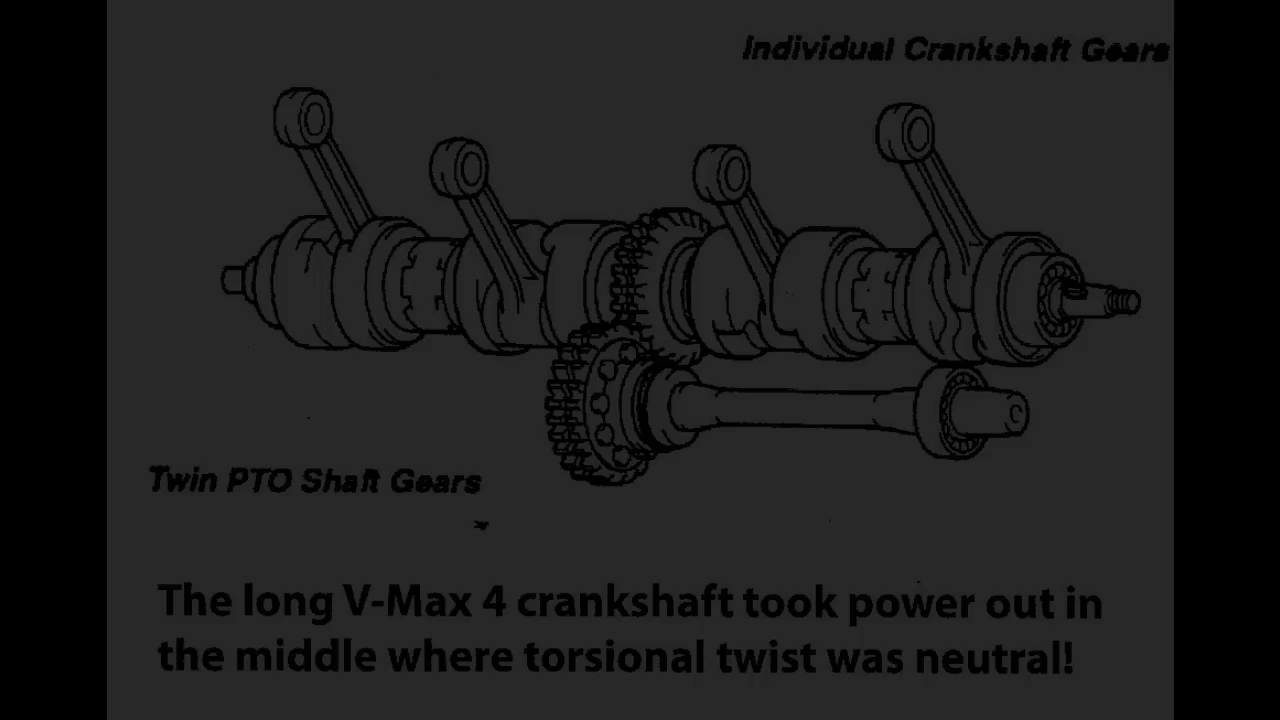 Individual Crankshaft Gears
Twin PTO Shaft Gears
The long V-Max 4 crankshaft took power out in
the middle where torsional twist was neutral!